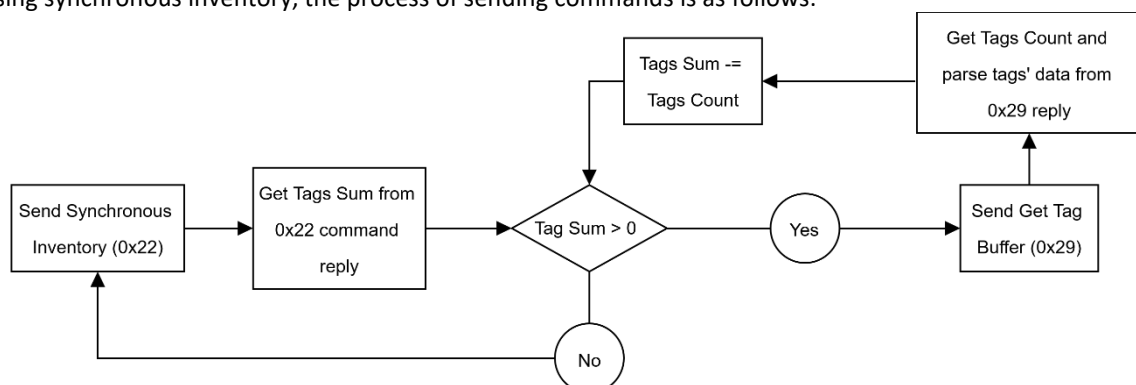 sing synchronous inventory, the process of sending commands is as follows:
Get Tags Count and
parse tags' data from
0x29 reply
Tags Sum -=
Tags Count
Send Synchronous
Inventory (0x22)
Get Tags Sum from
0x22 command
reply
Tag Sum > 0
Yes
Send Get Tag
Buffer (0x29)
No